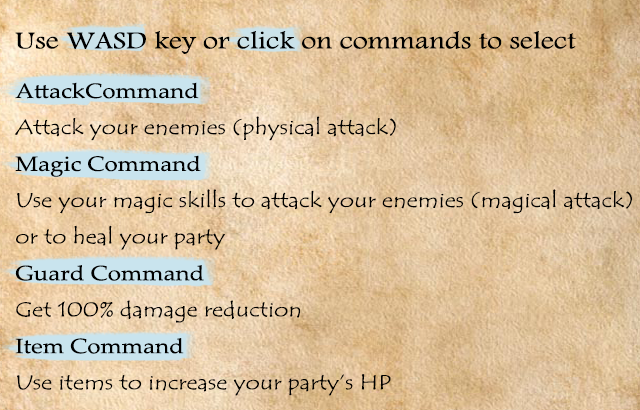 Use WASD key or click on commands to select
AttackCommand
Attack your enemies (physical attack)
Magic Command
Use your magic skills to attack your enemies (magical attack)
or to heal your party
Guard Command
Get 100% damage reduction
Item Command
Use items to increase your party's HP